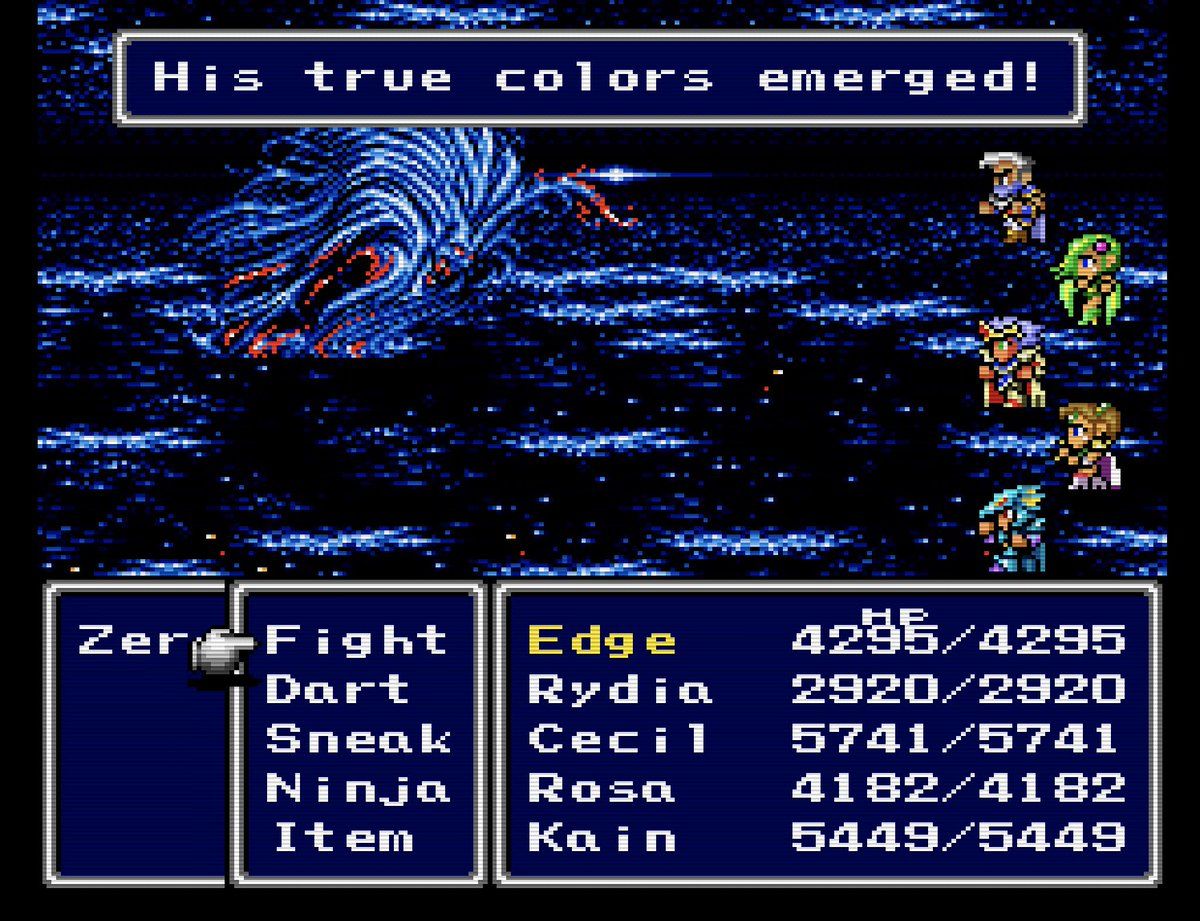 His true colors emerged!
Zer
Fight
Dart
Sneak
Ninja
Item
HP
Edge 4295/4295
Rydia 2920/2920
Cecil 5741/5741
Rosa 4182/4182
Kain 5449/5449